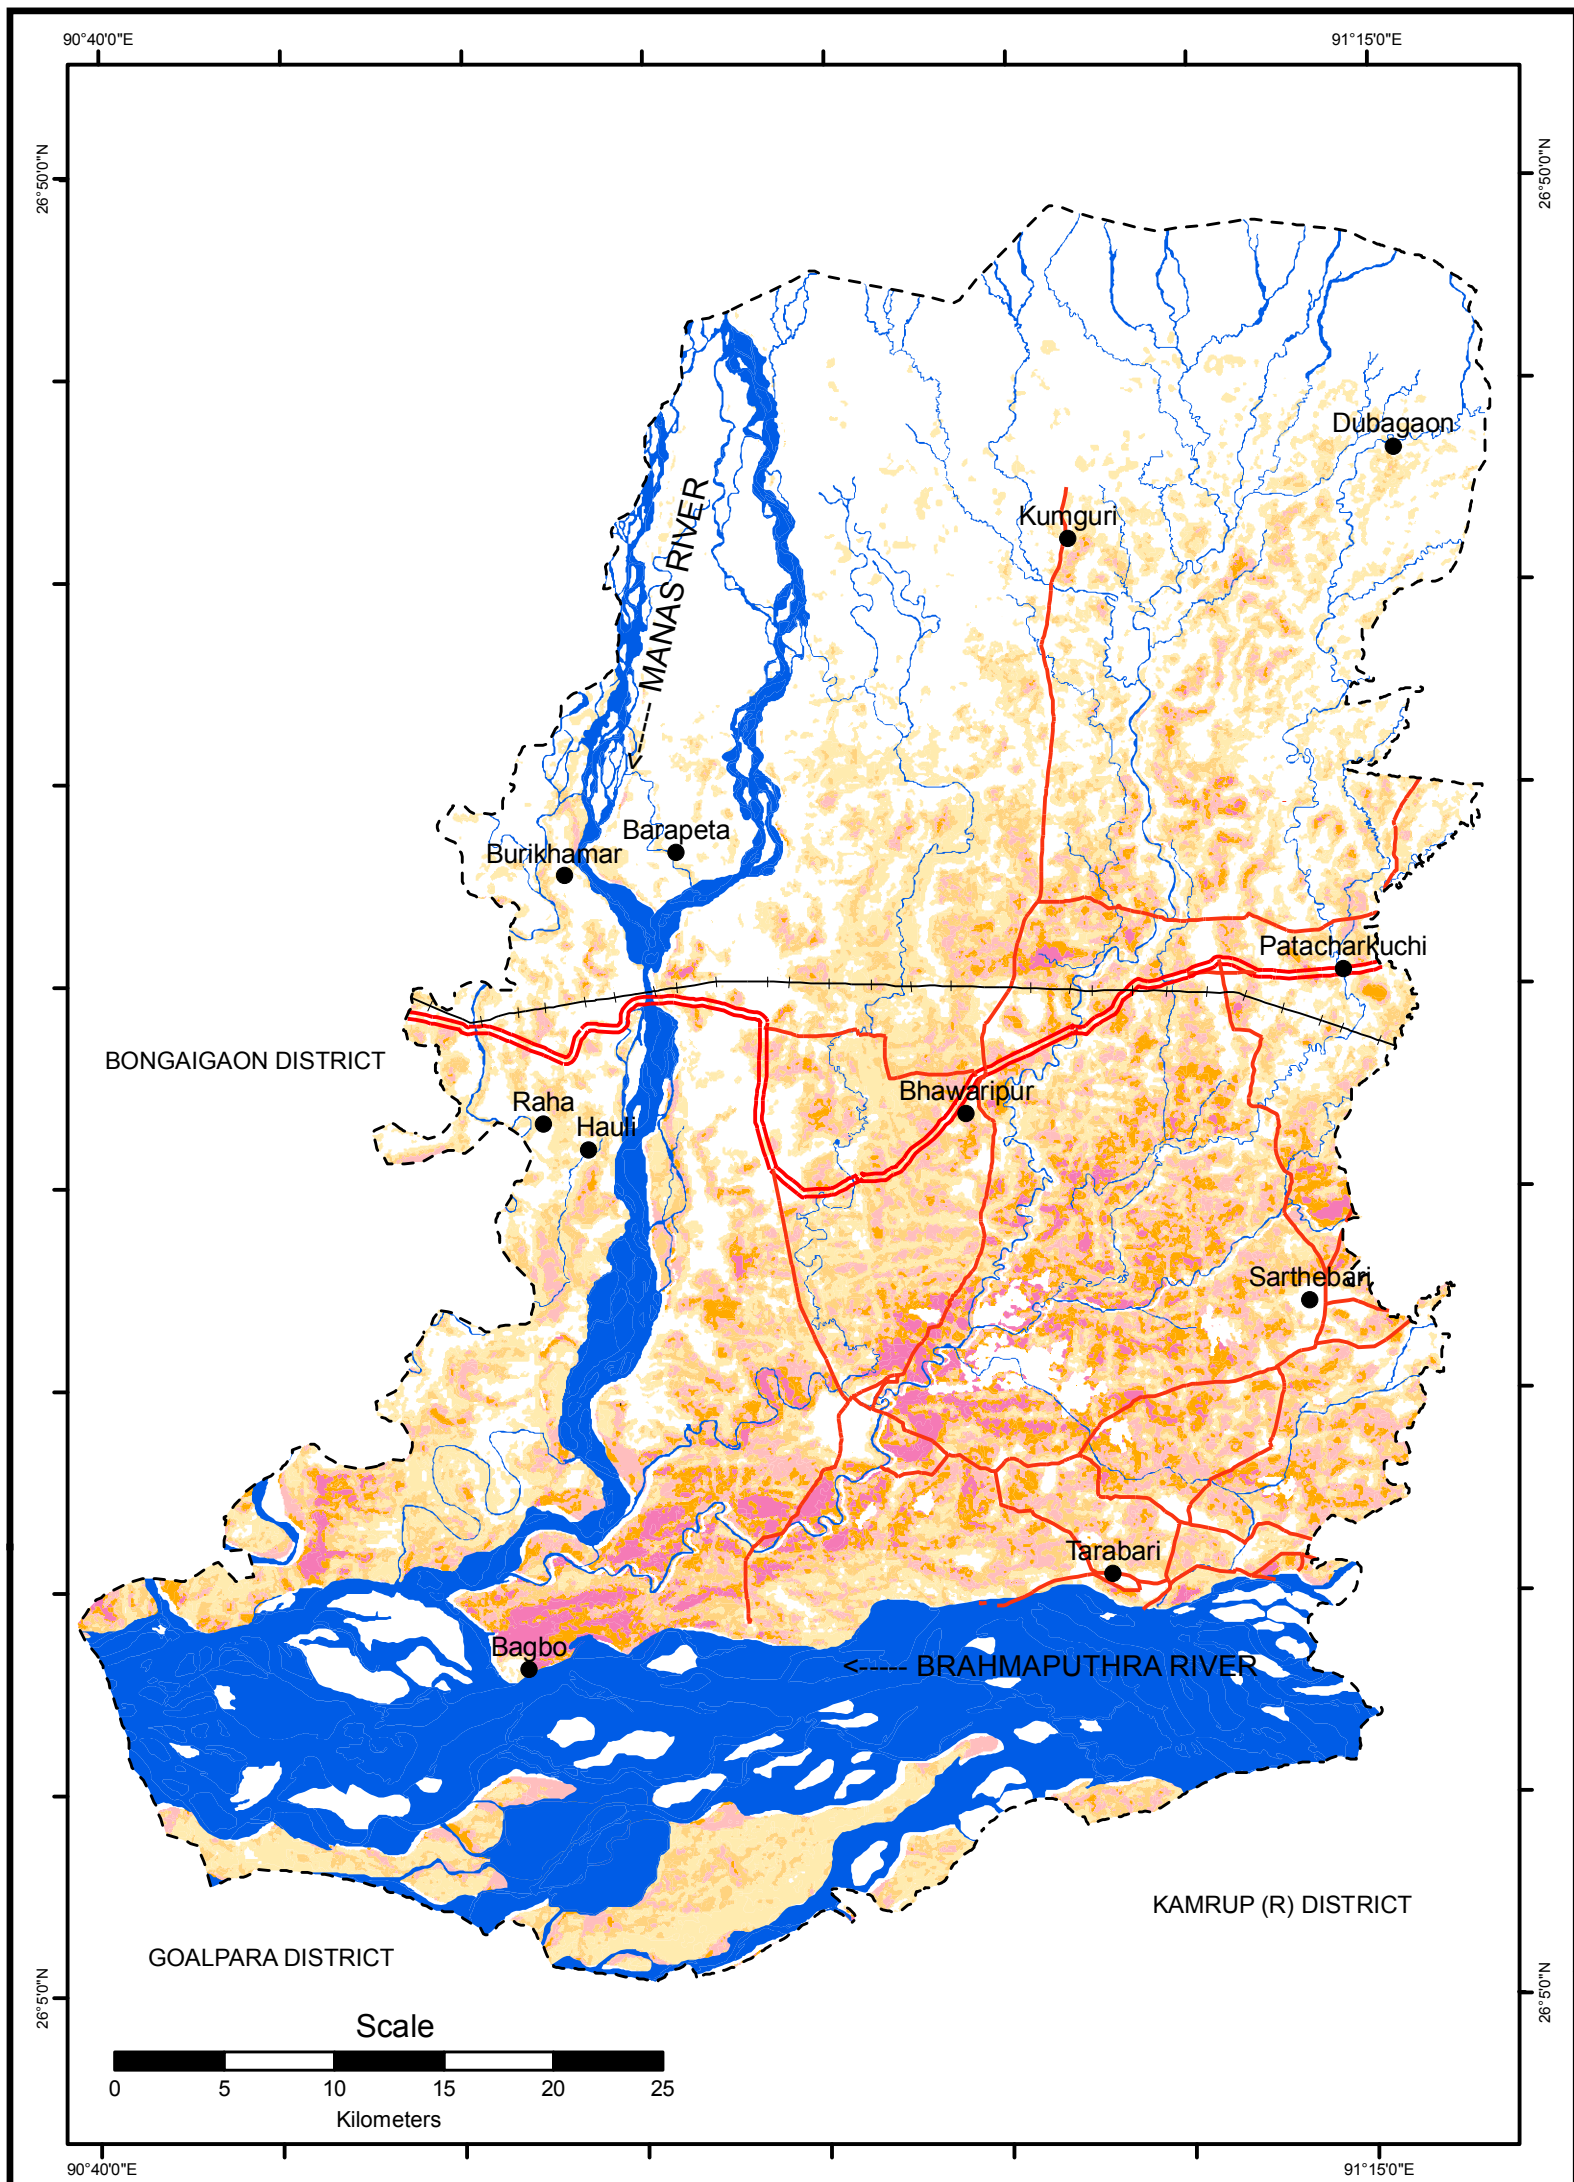 90°40'0"E
91°15'0"E
26°50'0"N
26°50'0"N
Dubagaon
Kumguri
MANAS RIVER
Barapeta
Burikhamar
Patacharkuchi
BONGAIGAON DISTRICT
Bhawaripur
Raha
Hauli
Sarthebari
Tarabari
Bagbo
<----- BRAHMAPUTHRA RIVER
KAMRUP (R) DISTRICT
GOALPARA DISTRICT
26°5'0"N
26°5'0"N
Scale
0 5 10 15 20 25
Kilometers
90°40'0"E
91°15'0"E